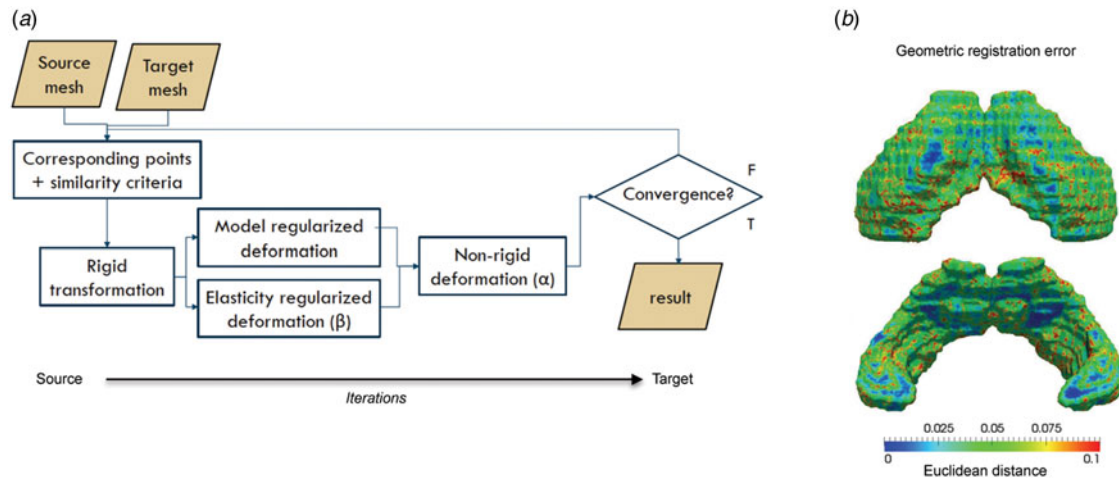 (a)
Source
mesh
Target
mesh
Corresponding points
+ similarity criteria
Rigid
transformation
Model regularized
deformation
Elasticity regularized
deformation (β)
Non-rigid
deformation (α)
Convergence?
F
T
result
Source
Target
Iterations
(b)
Geometric registration error
0.025 0.05 0.075
0 0.1
Euclidean distance